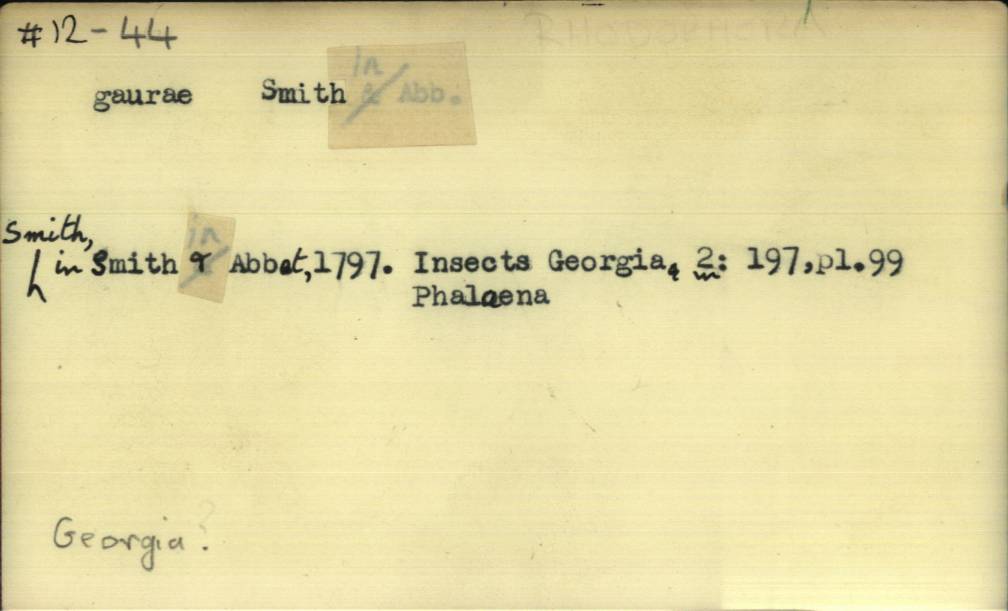 #12-44
gaurae Smith in & Abb.
Smith,
in Smith & Abbot, 1797. Insects Georgia, 2: 197, pl. 99
Phalaena
Georgia?